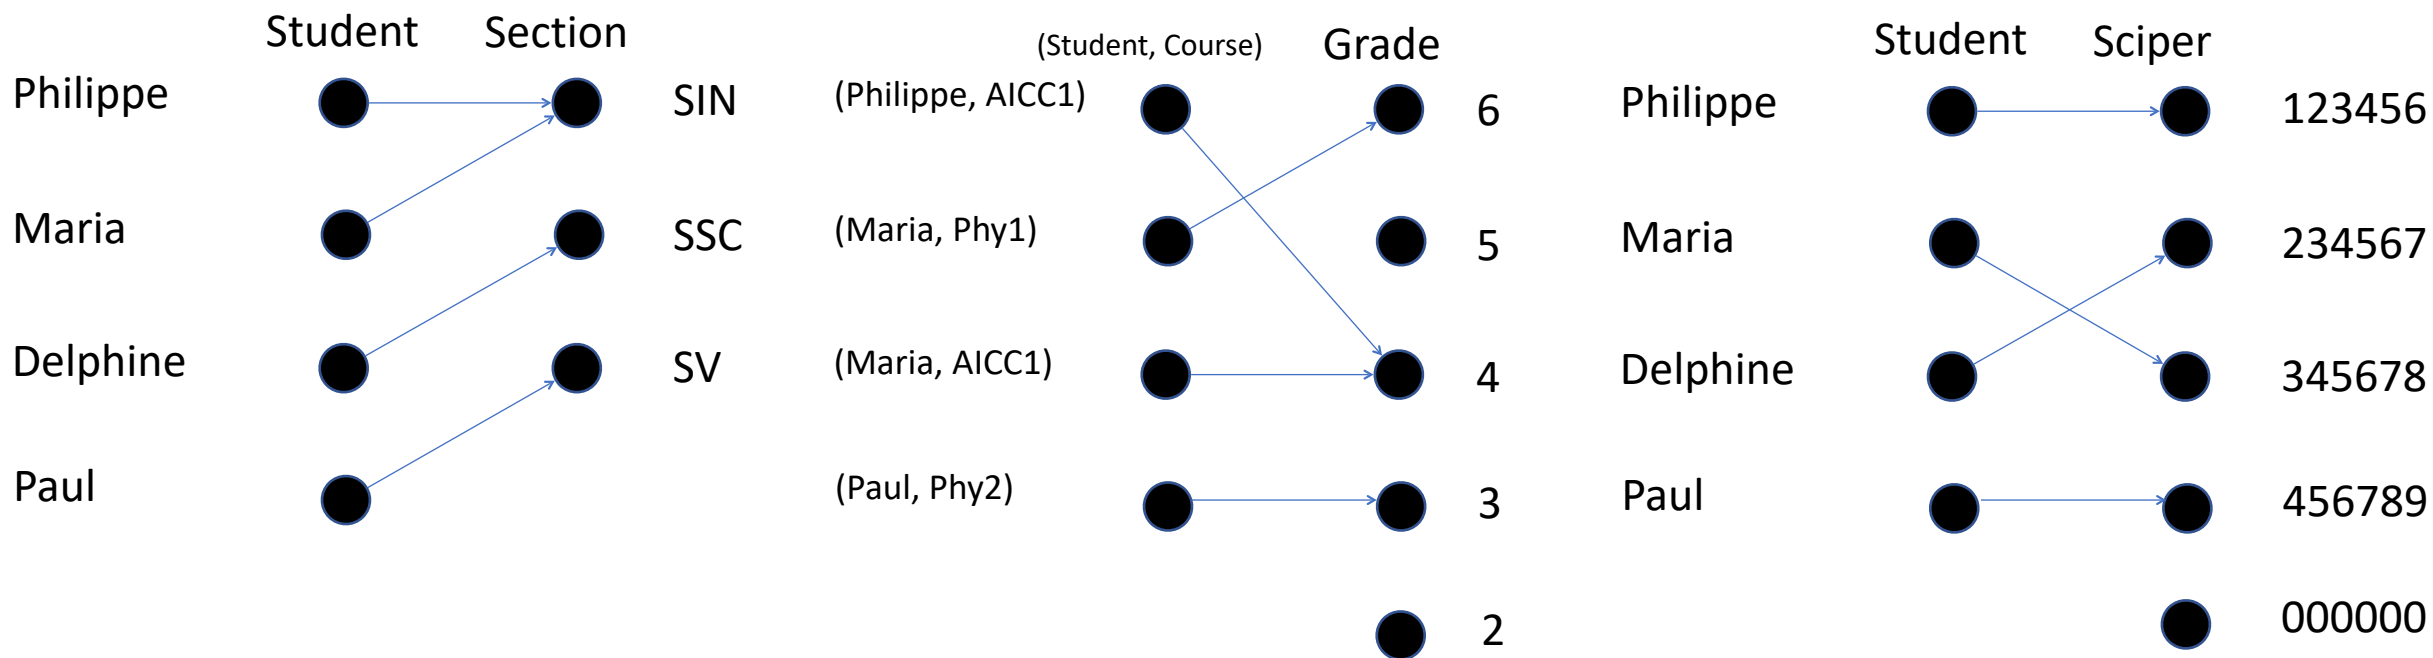 Student Section
Philippe SIN
Maria SSC
Delphine SV
Paul
(Student, Course) Grade
(Philippe, AICC1) 6
(Maria, Phy1) 5
(Maria, AICC1) 4
(Paul, Phy2) 3
2
Student Sciper
Philippe 123456
Maria 234567
Delphine 345678
Paul 456789
000000